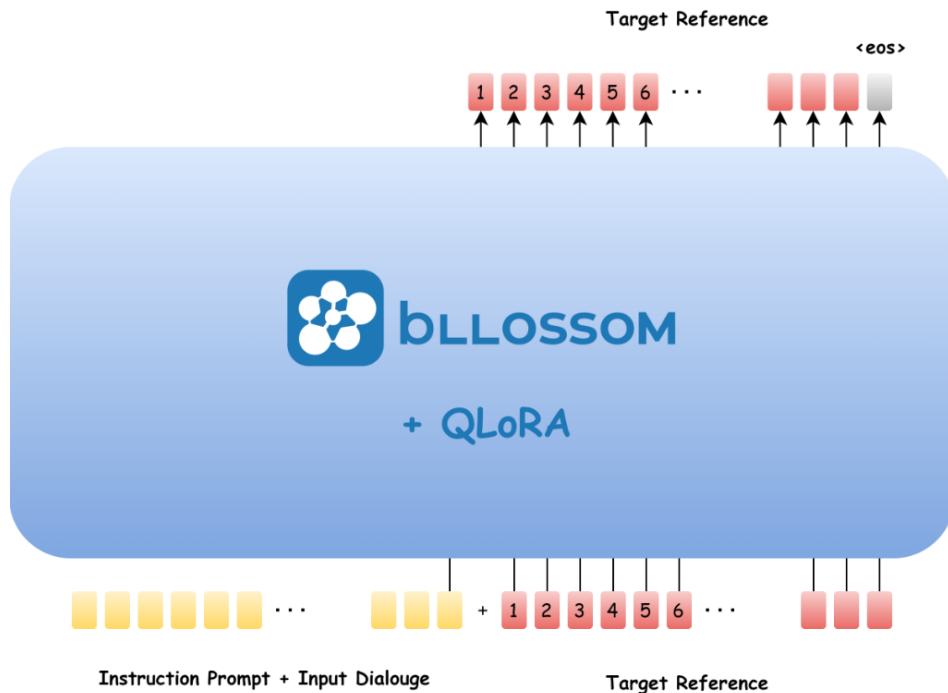 Target Reference
<eos>
1 2 3 4 5 6 ...
bllossom
+ QLoRA
... + 1 2 3 4 5 6 ...
Instruction Prompt + Input Dialouge
Target Reference